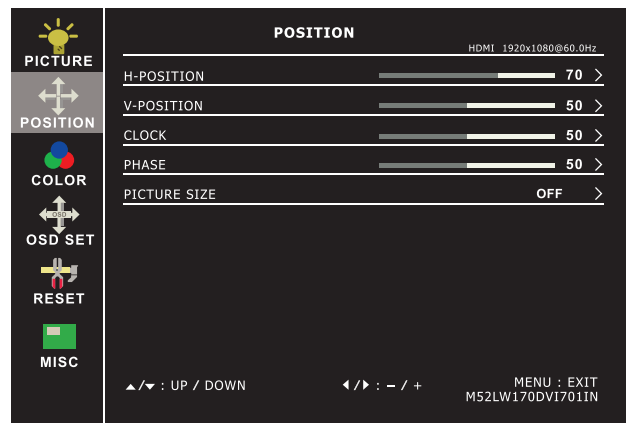 PICTURE
POSITION
COLOR
OSD
OSD SET
RESET
MISC
POSITION
HDMI 1920x1080@60.0Hz
H-POSITION 70
V-POSITION 50
CLOCK 50
PHASE 50
PICTURE SIZE OFF
▲/▼ : UP / DOWN ◀/▶ : – / + MENU : EXIT
M52LW170DVI701IN